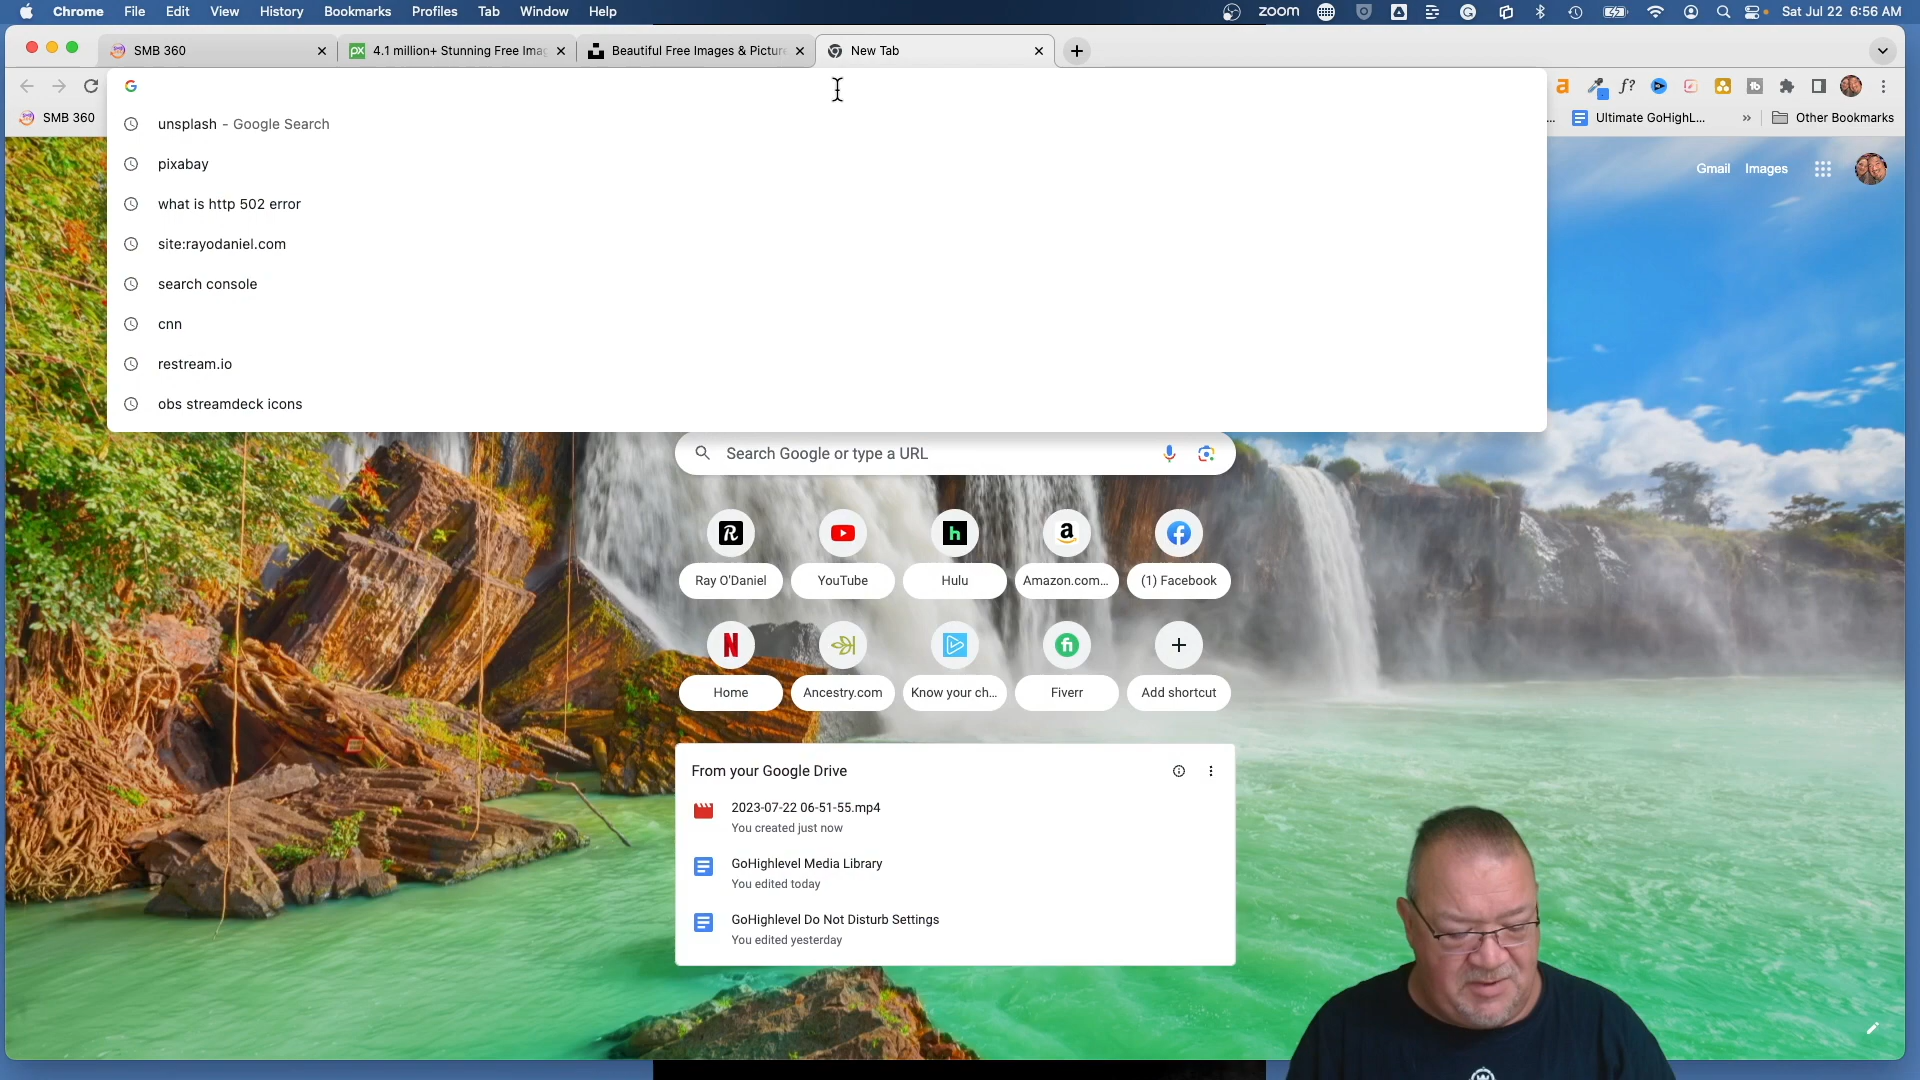 Chrome File Edit View History Bookmarks Profiles Tab Window Help zoom Sat Jul 22 6:56 AM
SMB 360 4.1 million+ Stunning Free Imag Beautiful Free Images & Picture New Tab
SMB 360 Ultimate GoHighL... » Other Bookmarks
unsplash - Google Search
pixabay
what is http 502 error
site:rayodaniel.com
search console
cnn
restream.io
obs streamdeck icons
Gmail Images
Search Google or type a URL
Ray O'Daniel YouTube Hulu Amazon.com... (1) Facebook
Home Ancestry.com Know your ch... Fiverr Add shortcut
From your Google Drive
2023-07-22 06-51-55.mp4
You created just now
GoHighlevel Media Library
You edited today
GoHighlevel Do Not Disturb Settings
You edited yesterday